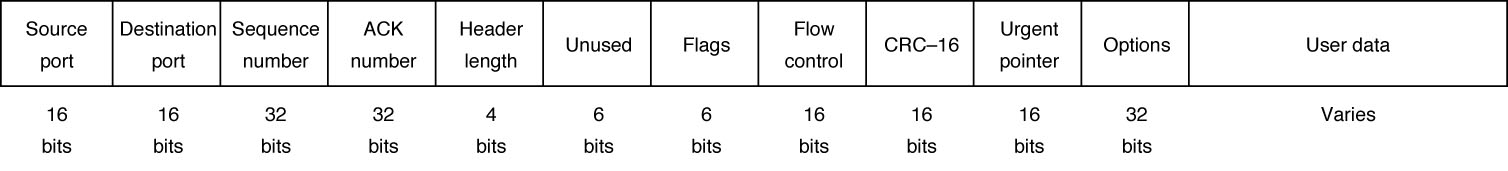 Source port
Destination port
Sequence number
ACK number
Header length
Unused
Flags
Flow control
CRC–16
Urgent pointer
Options
User data
16 bits
16 bits
32 bits
32 bits
4 bits
6 bits
6 bits
16 bits
16 bits
16 bits
32 bits
Varies